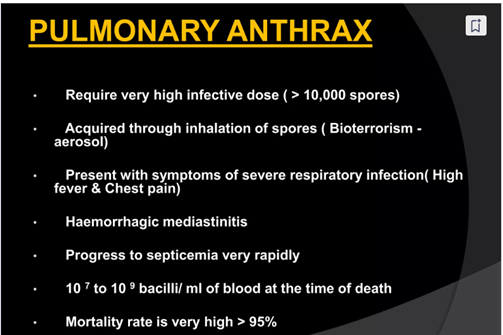 PULMONARY ANTHRAX
• Require very high infective dose ( > 10,000 spores)
• Acquired through inhalation of spores ( Bioterrorism -
aerosol)
• Present with symptoms of severe respiratory infection( High
fever & Chest pain)
• Haemorrhagic mediastinitis
• Progress to septicemia very rapidly
• 10 ⁷ to 10 ⁹ bacilli/ ml of blood at the time of death
• Mortality rate is very high > 95%